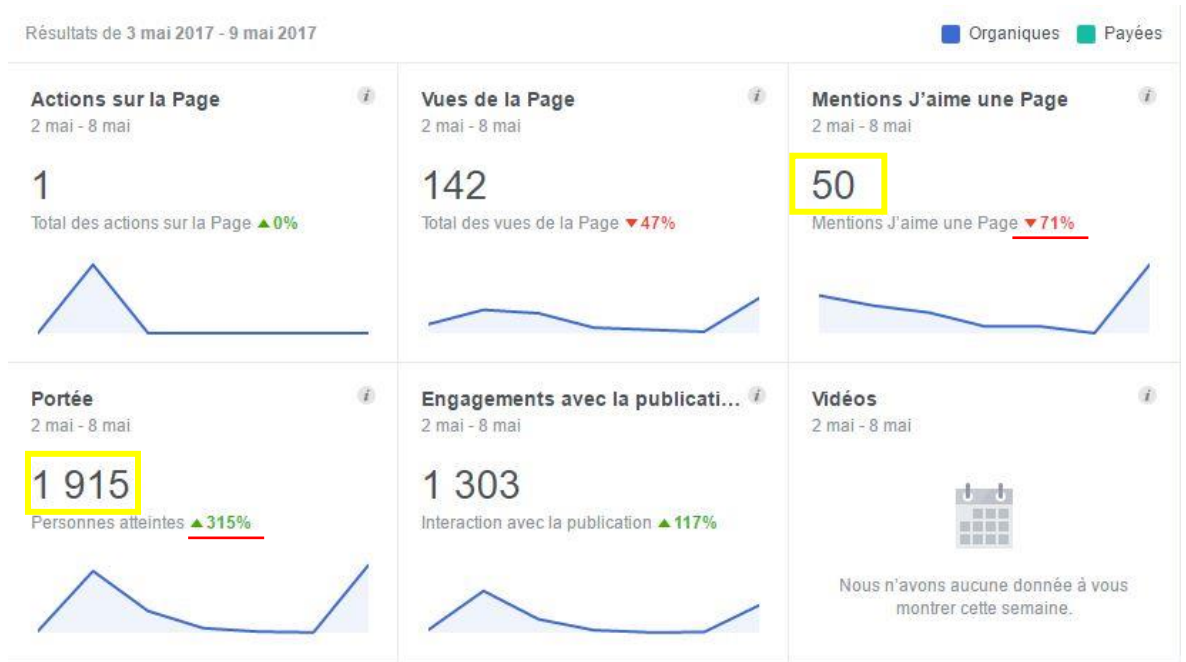 Résultats de 3 mai 2017 - 9 mai 2017
Organiques Payées
Actions sur la Page
2 mai - 8 mai
1
Total des actions sur la Page ▲ 0%
Vues de la Page
2 mai - 8 mai
142
Total des vues de la Page ▼ 47%
Mentions J’aime une Page
2 mai - 8 mai
50
Mentions J’aime une Page ▼ 71%
Portée
2 mai - 8 mai
1 915
Personnes atteintes ▲ 315%
Engagements avec la publicati...
2 mai - 8 mai
1 303
Interaction avec la publication ▲ 117%
Vidéos
2 mai - 8 mai
Nous n’avons aucune donnée à vous
montrer cette semaine.